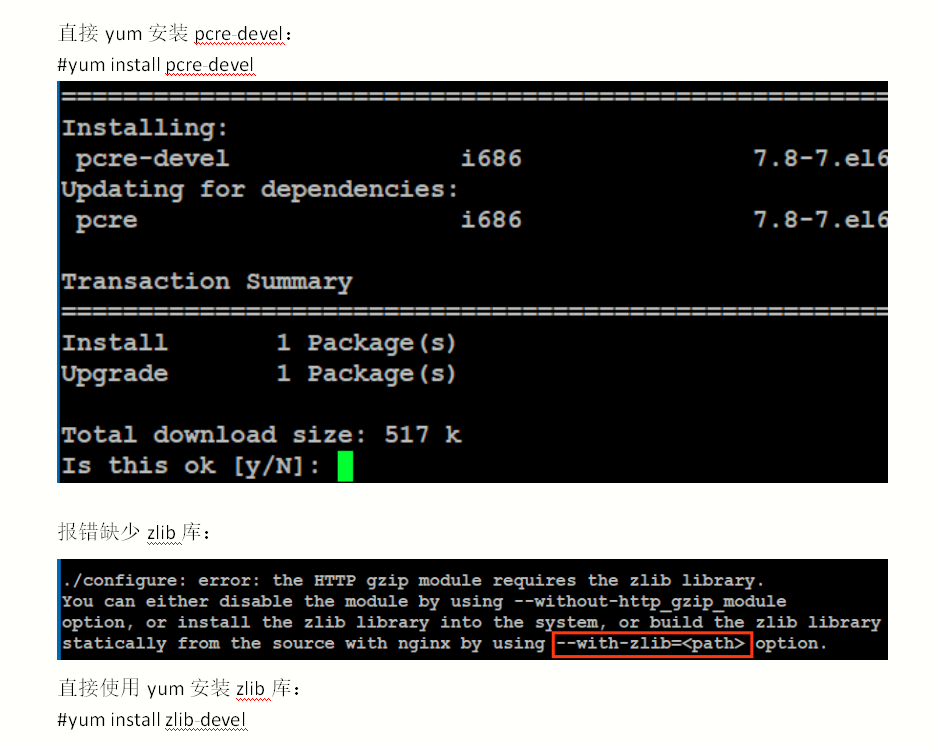 直接 yum 安装 pcre-devel：
#yum install pcre-devel
================================================================
Installing:
pcre-devel i686 7.8-7.el6
Updating for dependencies:
pcre i686 7.8-7.el6
Transaction Summary
================================================================
Install 1 Package(s)
Upgrade 1 Package(s)
Total download size: 517 k
Is this ok [y/N]:
报错缺少 zlib 库：
./configure: error: the HTTP gzip module requires the zlib library.
You can either disable the module by using --without-http_gzip_module
option, or install the zlib library into the system, or build the zlib library
statically from the source with nginx by using --with-zlib=<path> option.
直接使用 yum 安装 zlib 库：
#yum install zlib-devel